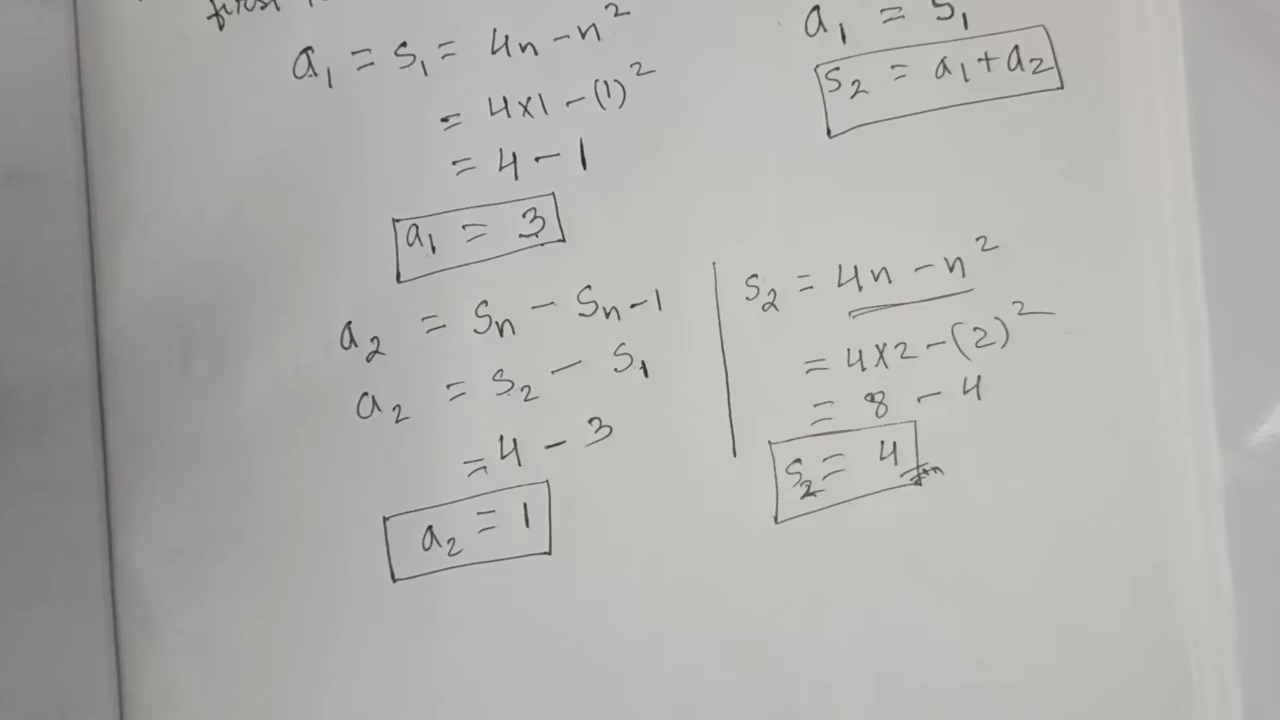 first
a₁ = S₁ = 4n - n²
= 4×1 - (1)²
= 4 - 1
a₁ = 3
a₁ = S₁
S₂ = a₁ + a₂
a₂ = Sn - Sn-1
a₂ = S₂ - S₁
= 4 - 3
a₂ = 1
S₂ = 4n - n²
= 4×2 - (2)²
= 8 - 4
S₂ = 4